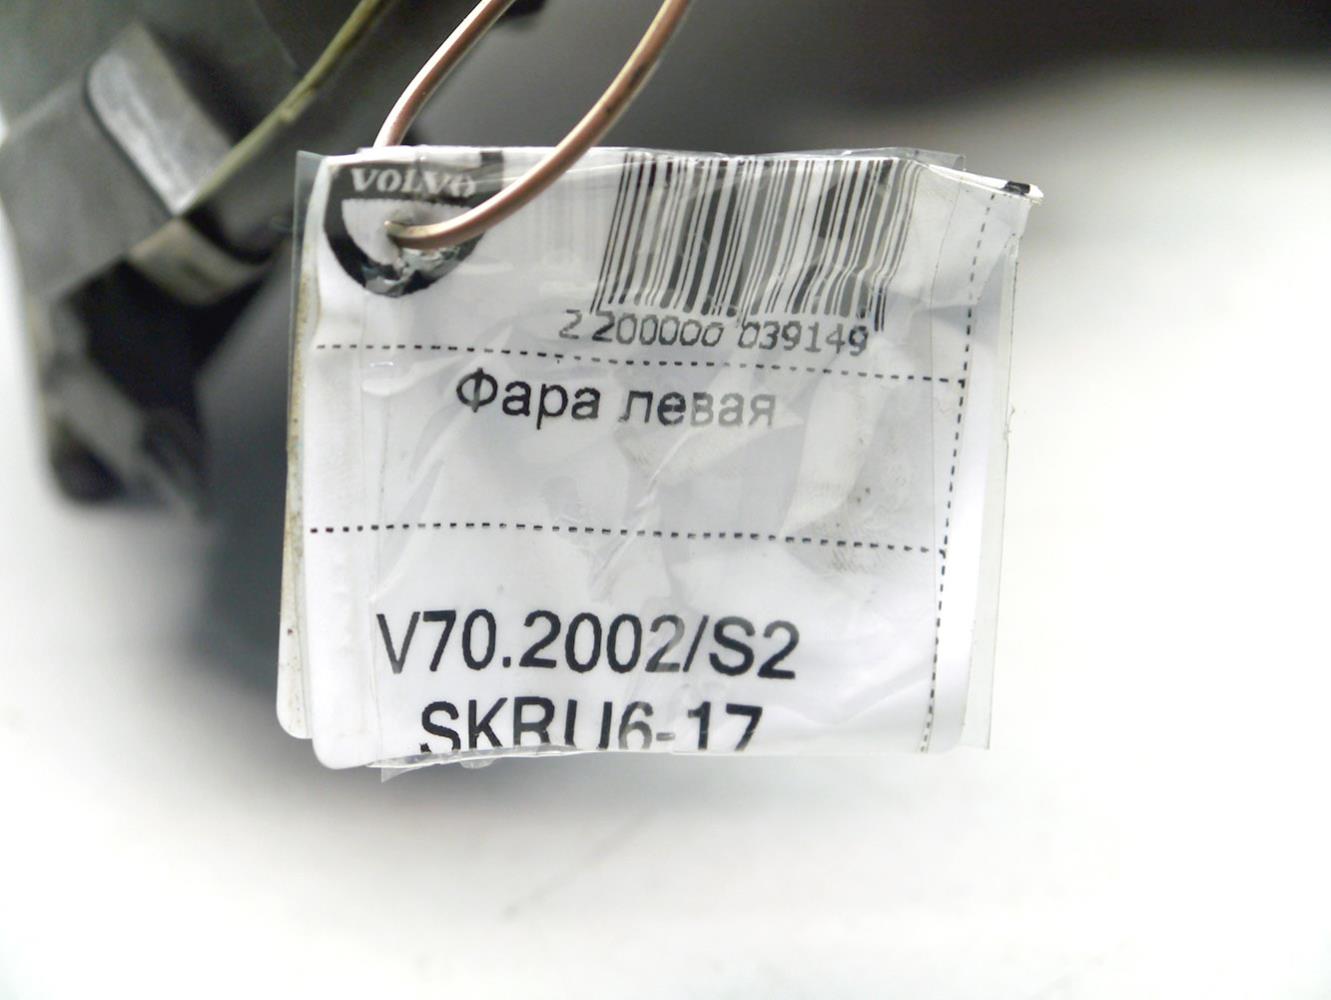 VOLVO
2 200000 039149
Фара левая
V70.2002/S2
SKRU6-17